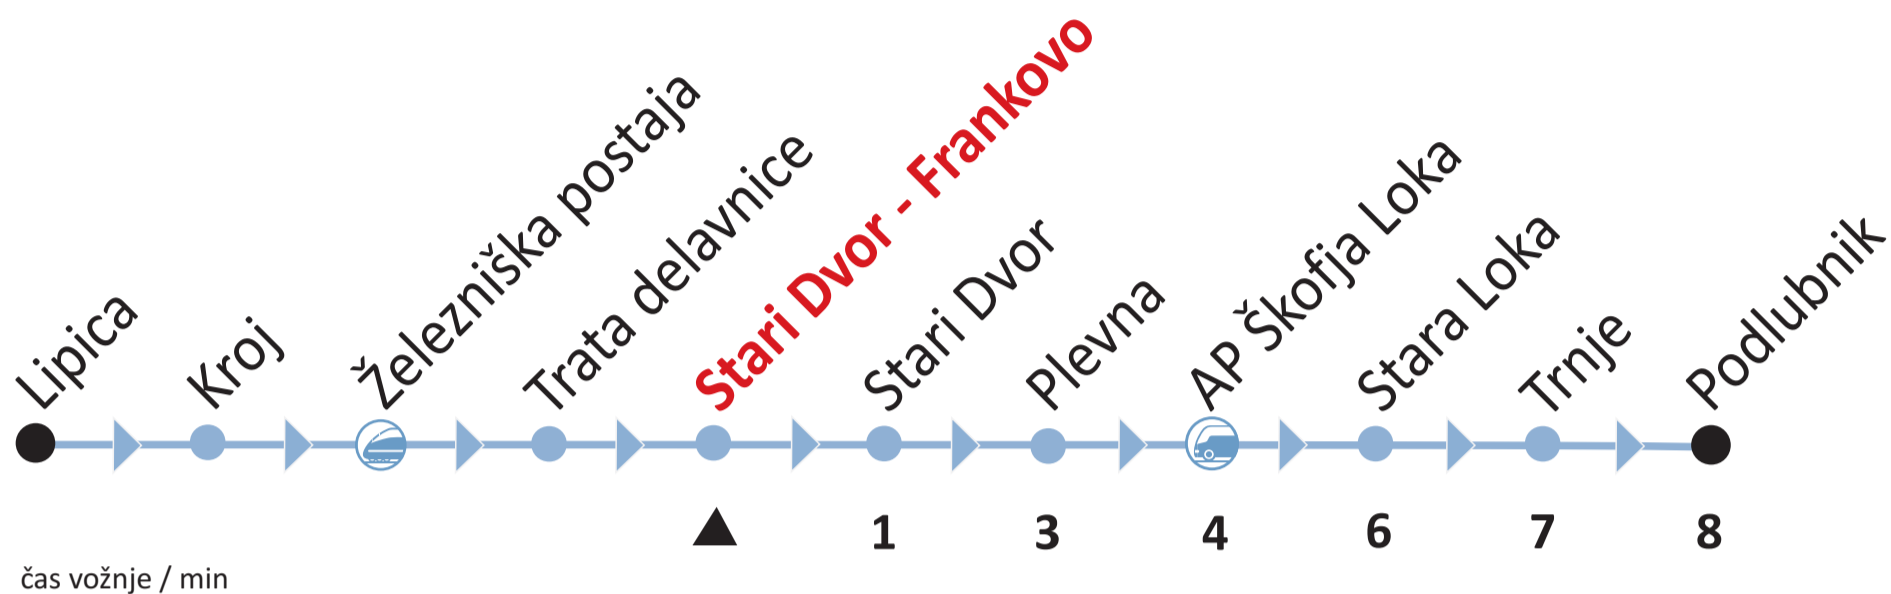 Lipica
Kroj
Železniška postaja
Trata delavnice
Stari Dvor - Frankovo
Stari Dvor
Plevna
AP Škofja Loka
Stara Loka
Trnje
Podlubnik
1 3 4 6 7 8
čas vožnje / min